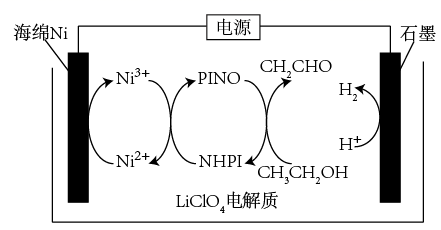 电源
海绵Ni
石墨
Ni³⁺
PINO
CH₂CHO
H₂
H⁺
Ni²⁺
NHPI
CH₃CH₂OH
LiClO₄电解质